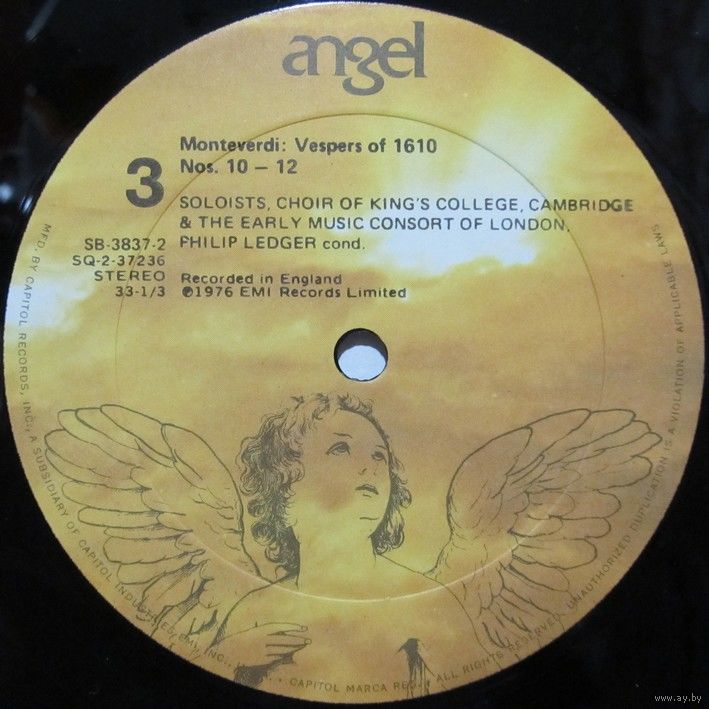 angel
3
Monteverdi: Vespers of 1610
Nos. 10 – 12
SOLOISTS, CHOIR OF KING'S COLLEGE, CAMBRIDGE
& THE EARLY MUSIC CONSORT OF LONDON,
PHILIP LEDGER cond.
SB-3837-2
SQ-2-37236
STEREO
33-1/3
Recorded in England
℗1976 EMI Records Limited
MFD. BY CAPITOL RECORDS, INC., A SUBSIDIARY OF CAPITOL INDUSTRIES-EMI, INC., • CAPITOL MARCA REG. • ALL RIGHTS RESERVED. UNAUTHORIZED DUPLICATION IS A VIOLATION OF APPLICABLE LAWS
www.ay.by